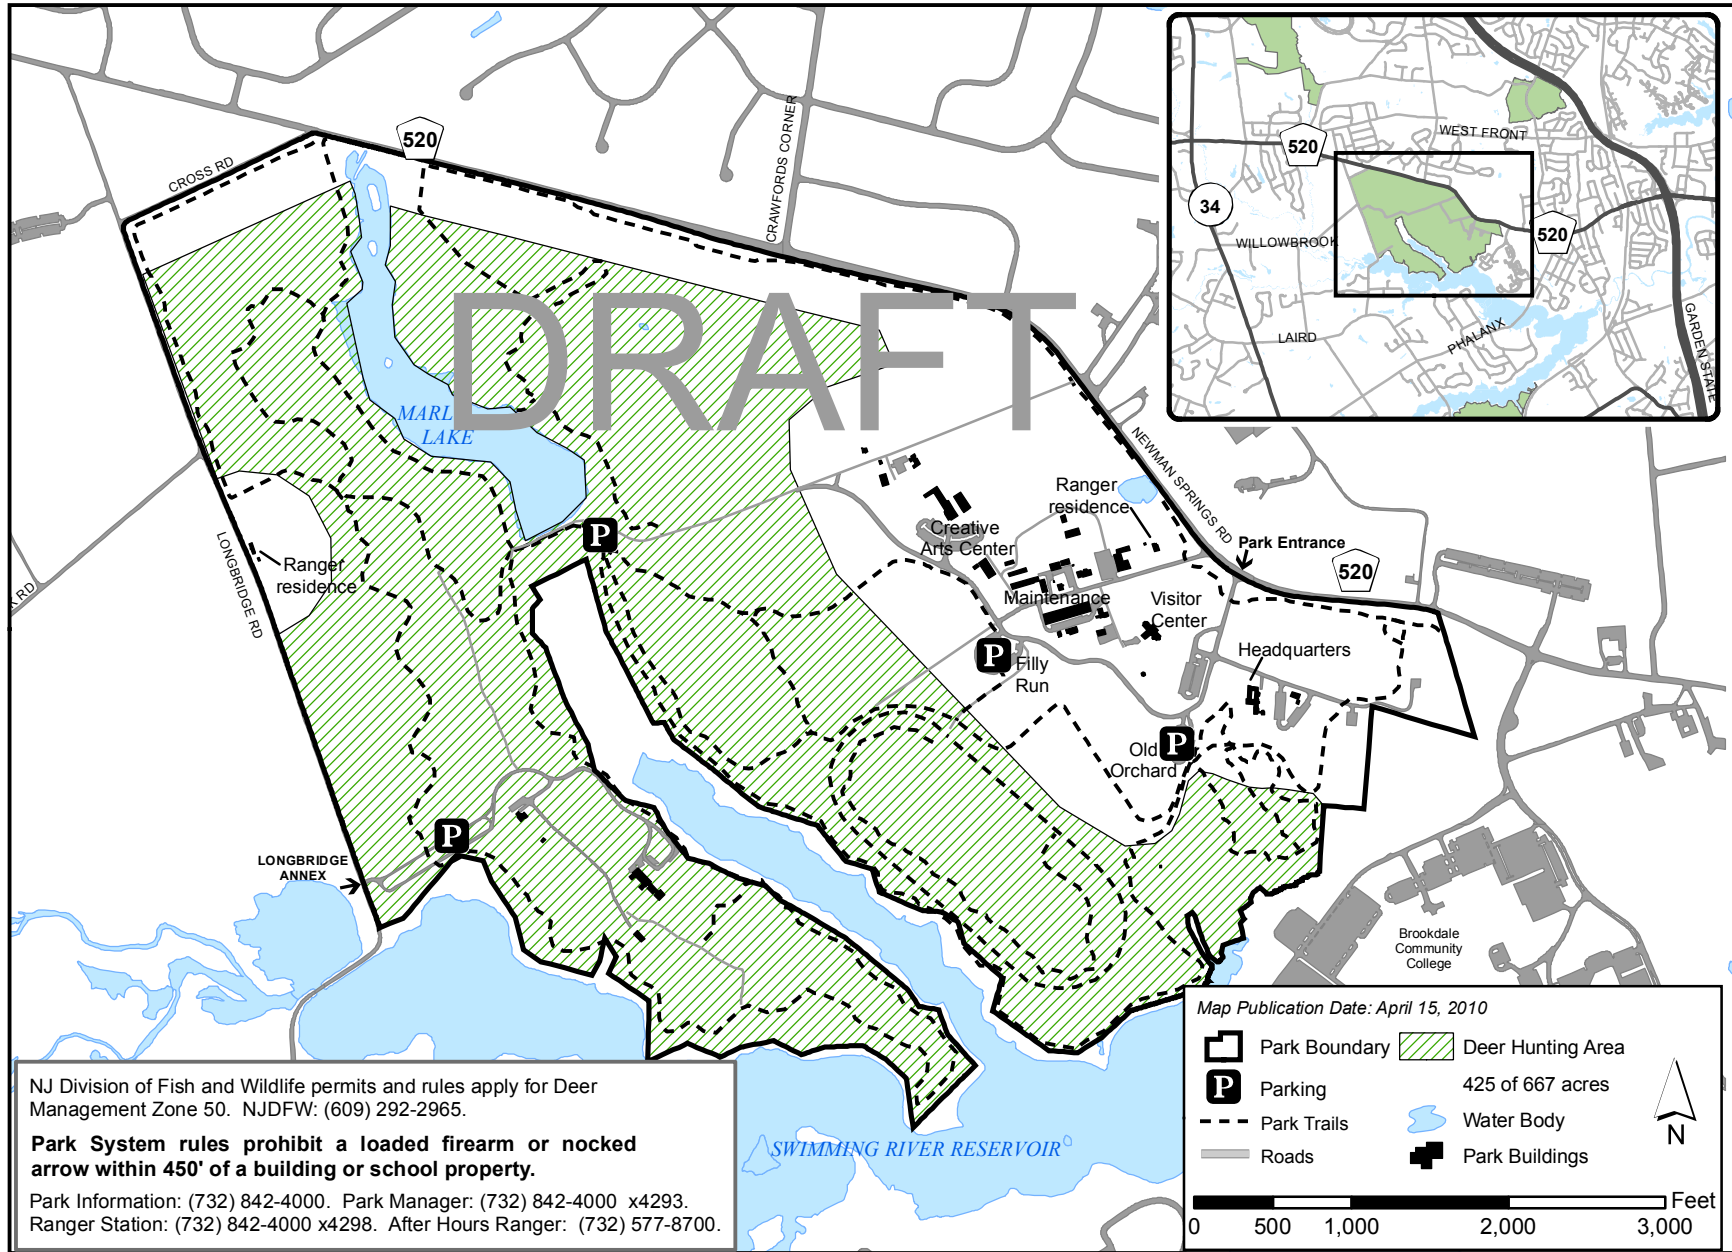 520
CROSS RD
CRAWFORDS CORNER
DRAFT
MARL
LAKE
NEWMAN SPRINGS RD
Ranger
residence
Creative
Arts Center
Park Entrance
520
Maintenance
Visitor
Center
Headquarters
P
Filly
Run
P
Old
Orchard
P
P
Ranger
residence
LONGBRIDGE RD
RD
LONGBRIDGE
ANNEX
Brookdale
Community
College
SWIMMING RIVER RESERVOIR
520
WEST FRONT
34
WILLOWBROOK
520
LAIRD
PHALANX
GARDEN STATE
NJ Division of Fish and Wildlife permits and rules apply for Deer
Management Zone 50. NJDFW: (609) 292-2965.
Park System rules prohibit a loaded firearm or nocked
arrow within 450' of a building or school property.
Park Information: (732) 842-4000. Park Manager: (732) 842-4000 x4293.
Ranger Station: (732) 842-4000 x4298. After Hours Ranger: (732) 577-8700.
Map Publication Date: April 15, 2010
Park Boundary
Deer Hunting Area
425 of 667 acres
P
Parking
Park Trails
Water Body
Roads
Park Buildings
N
Feet
0 500 1,000 2,000 3,000